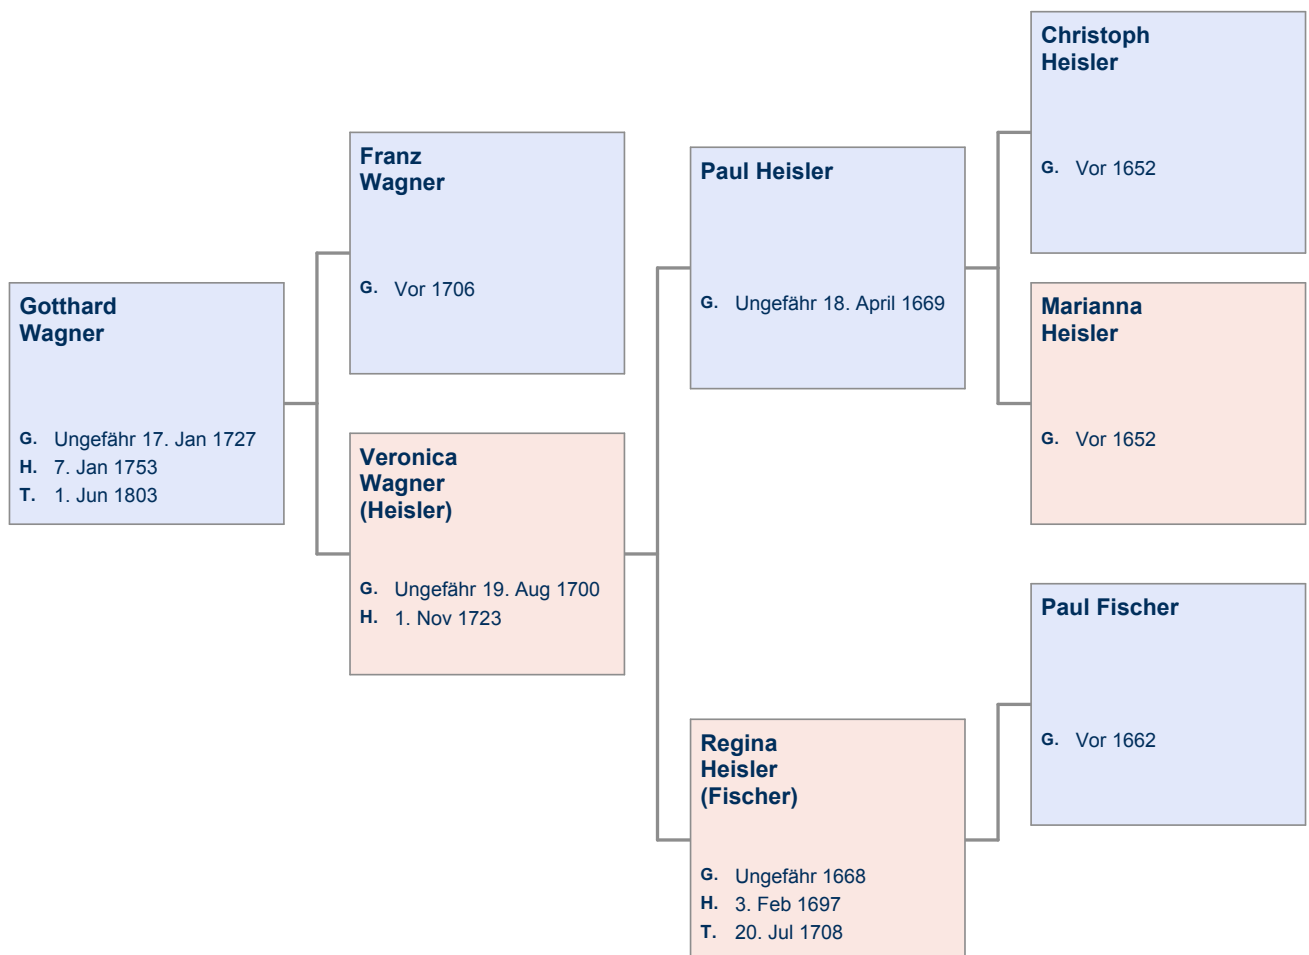 Gotthard
Wagner
G. Ungefähr 17. Jan 1727
H. 7. Jan 1753
T. 1. Jun 1803
Franz
Wagner
G. Vor 1706
Veronica
Wagner
(Heisler)
G. Ungefähr 19. Aug 1700
H. 1. Nov 1723
Paul Heisler
G. Ungefähr 18. April 1669
Regina
Heisler
(Fischer)
G. Ungefähr 1668
H. 3. Feb 1697
T. 20. Jul 1708
Christoph
Heisler
G. Vor 1652
Marianna
Heisler
G. Vor 1652
Paul Fischer
G. Vor 1662